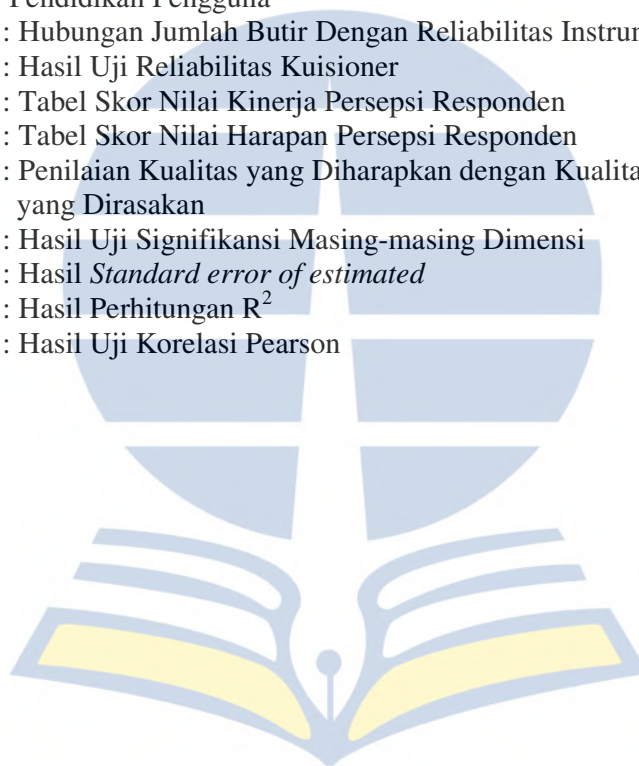 Pendidikan Pengguna
: Hubungan Jumlah Butir Dengan Reliabilitas
: Hasil Uji Reliabilitas Kuisioner
: Tabel Skor Nilai Kinerja Persepsi Responden
: Tabel Skor Nilai Harapan Persepsi Responden
: Penilaian Kualitas yang Diharapkan dengan
yang Dirasakan
: Hasil Uji Signifikansi Masing-masing Dimensi
: Hasil Standard error of estimated
: Hasil Perhitungan R²
: Hasil Uji Korelasi Pearson